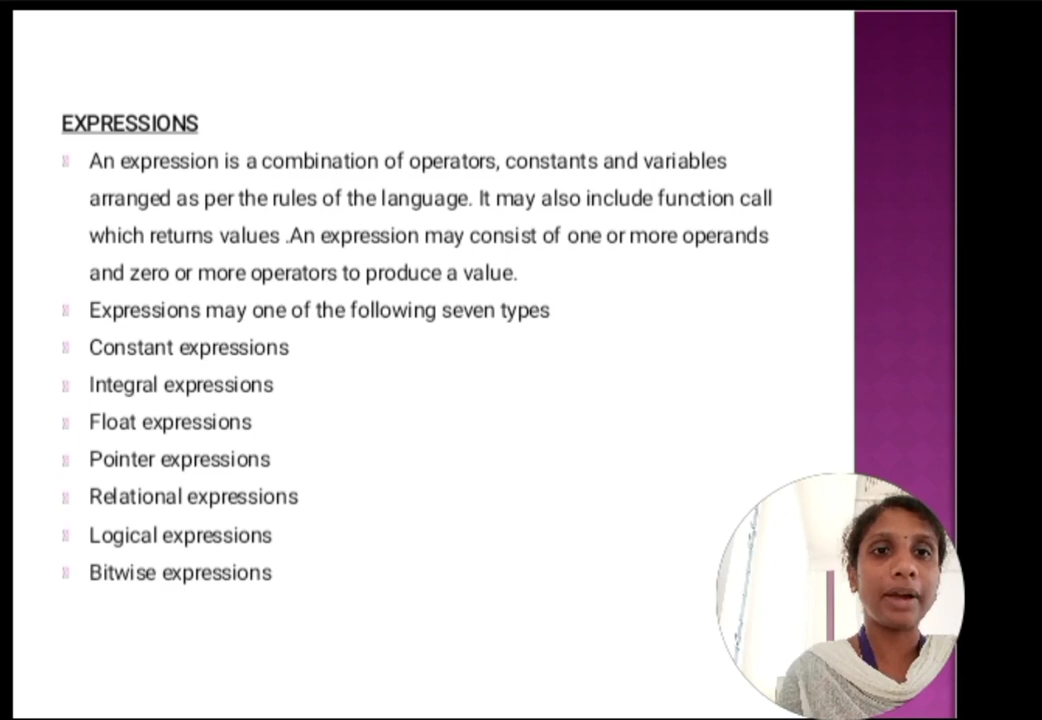 EXPRESSIONS
An expression is a combination of operators, constants and variables
arranged as per the rules of the language. It may also include function call
which returns values .An expression may consist of one or more operands
and zero or more operators to produce a value.
Expressions may one of the following seven types
Constant expressions
Integral expressions
Float expressions
Pointer expressions
Relational expressions
Logical expressions
Bitwise expressions